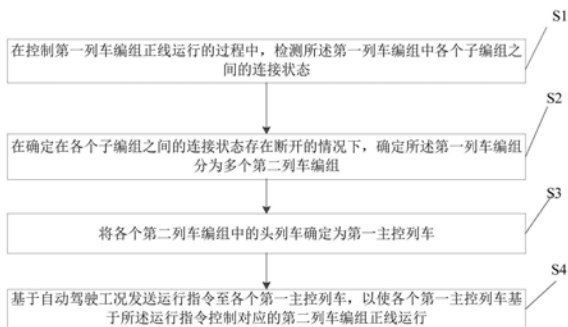 S1
在控制第一列车编组正线运行的过程中，检测所述第一列车编组中各个子编组之
间的连接状态
S2
在确定在各个子编组之间的连接状态存在断开的情况下，确定所述第一列车编组
分为多个第二列车编组
S3
将各个第二列车编组中的头列车确定为第一主控列车
S4
基于自动驾驶工况发送运行指令至各个第一主控列车，以使各个第一主控列车基
于所述运行指令控制对应的第二列车编组正线运行